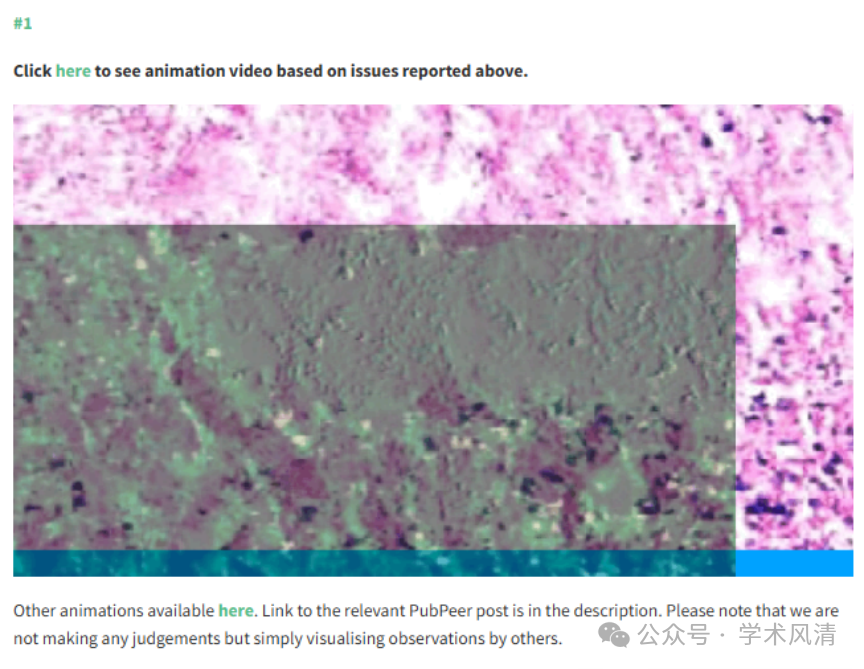 #1
Click here to see animation video based on issues reported above.
Other animations available here. Link to the relevant PubPeer post is in the description. Please note that we are
not making any judgements but simply visualising observations by others.
公众号 · 学术风清